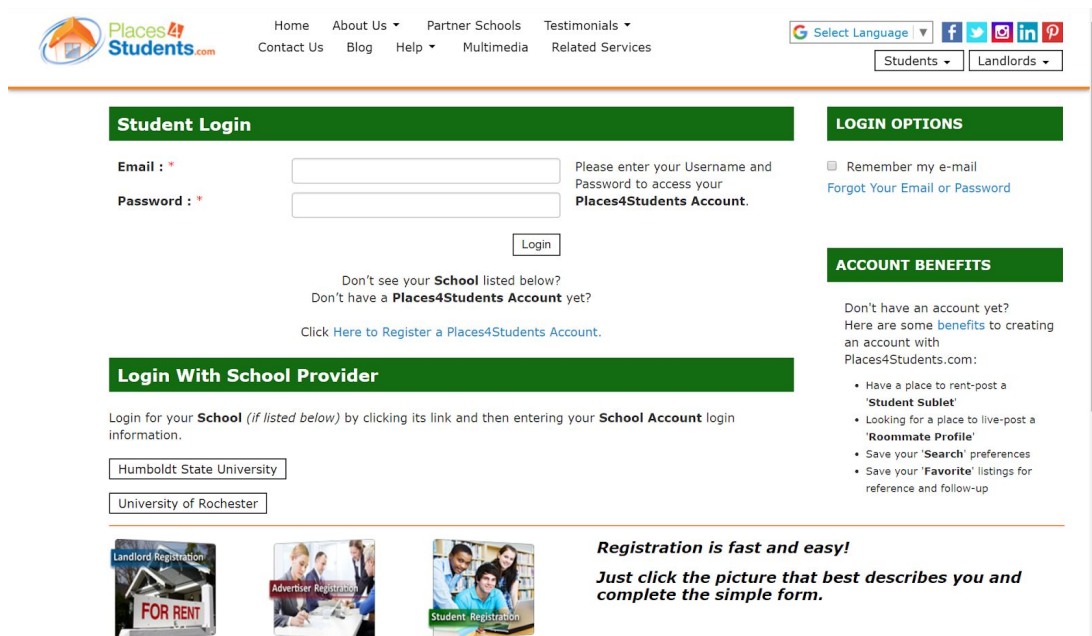 Places4
Students.com
Home About Us Partner Schools Testimonials
Contact Us Blog Help Multimedia Related Services
Select Language
Students Landlords
Student Login
Email : *
Password : *
Please enter your Username and
Password to access your
Places4Students Account.
Login
Don't see your School listed below?
Don't have a Places4Students Account yet?
Click Here to Register a Places4Students Account.
Login With School Provider
Login for your School (if listed below) by clicking its link and then entering your School Account login
information.
Humboldt State University
University of Rochester
LOGIN OPTIONS
Remember my e-mail
Forgot Your Email or Password
ACCOUNT BENEFITS
Don't have an account yet?
Here are some benefits to creating
an account with
Places4Students.com:
• Have a place to rent-post a
'Student Sublet'
• Looking for a place to live-post a
'Roommate Profile'
• Save your 'Search' preferences
• Save your 'Favorite' listings for
reference and follow-up
Landlord Registration
FOR RENT
Advertiser Registration
Student Registration
Registration is fast and easy!
Just click the picture that best describes you and
complete the simple form.